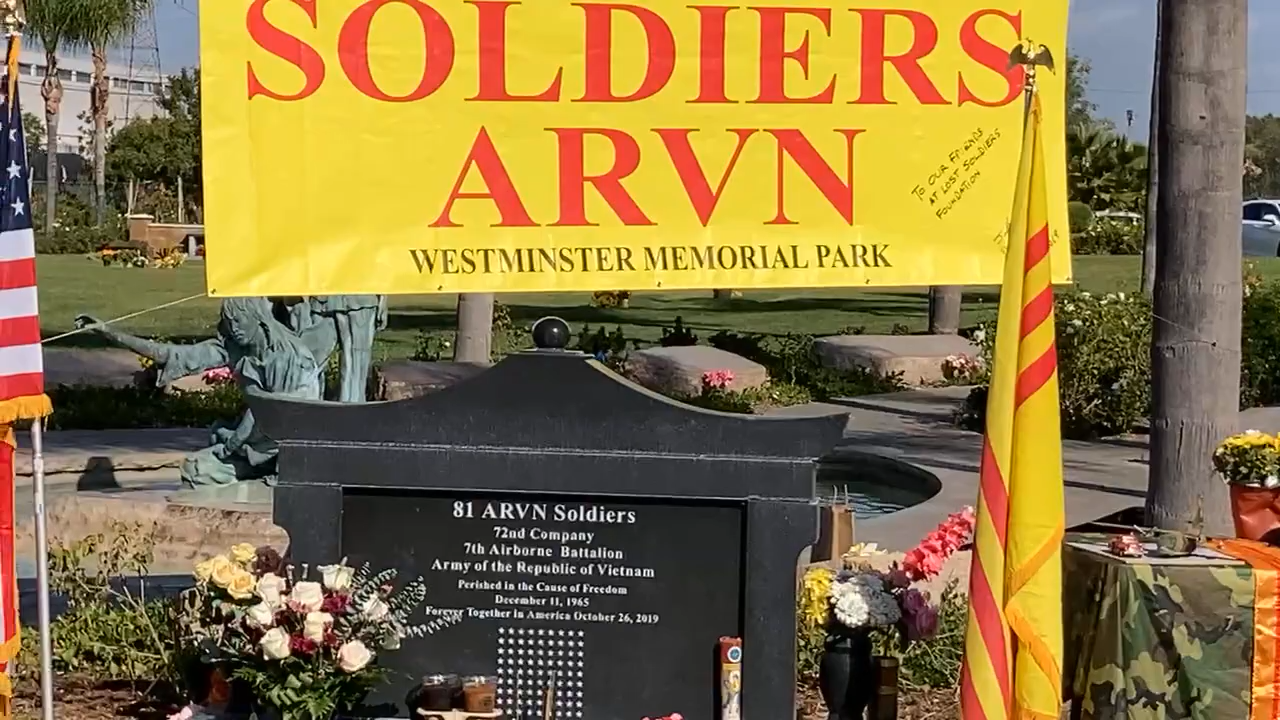 SOLDIERS
ARVN
TO OUR FRIENDS
AT LOST SOLDIERS
FOUNDATION
WESTMINSTER MEMORIAL PARK
81 ARVN Soldiers
72nd Company
7th Airborne Battalion
Army of the Republic of Vietnam
Perished in the Cause of Freedom
December 11, 1965
Forever Together in America October 26, 2019